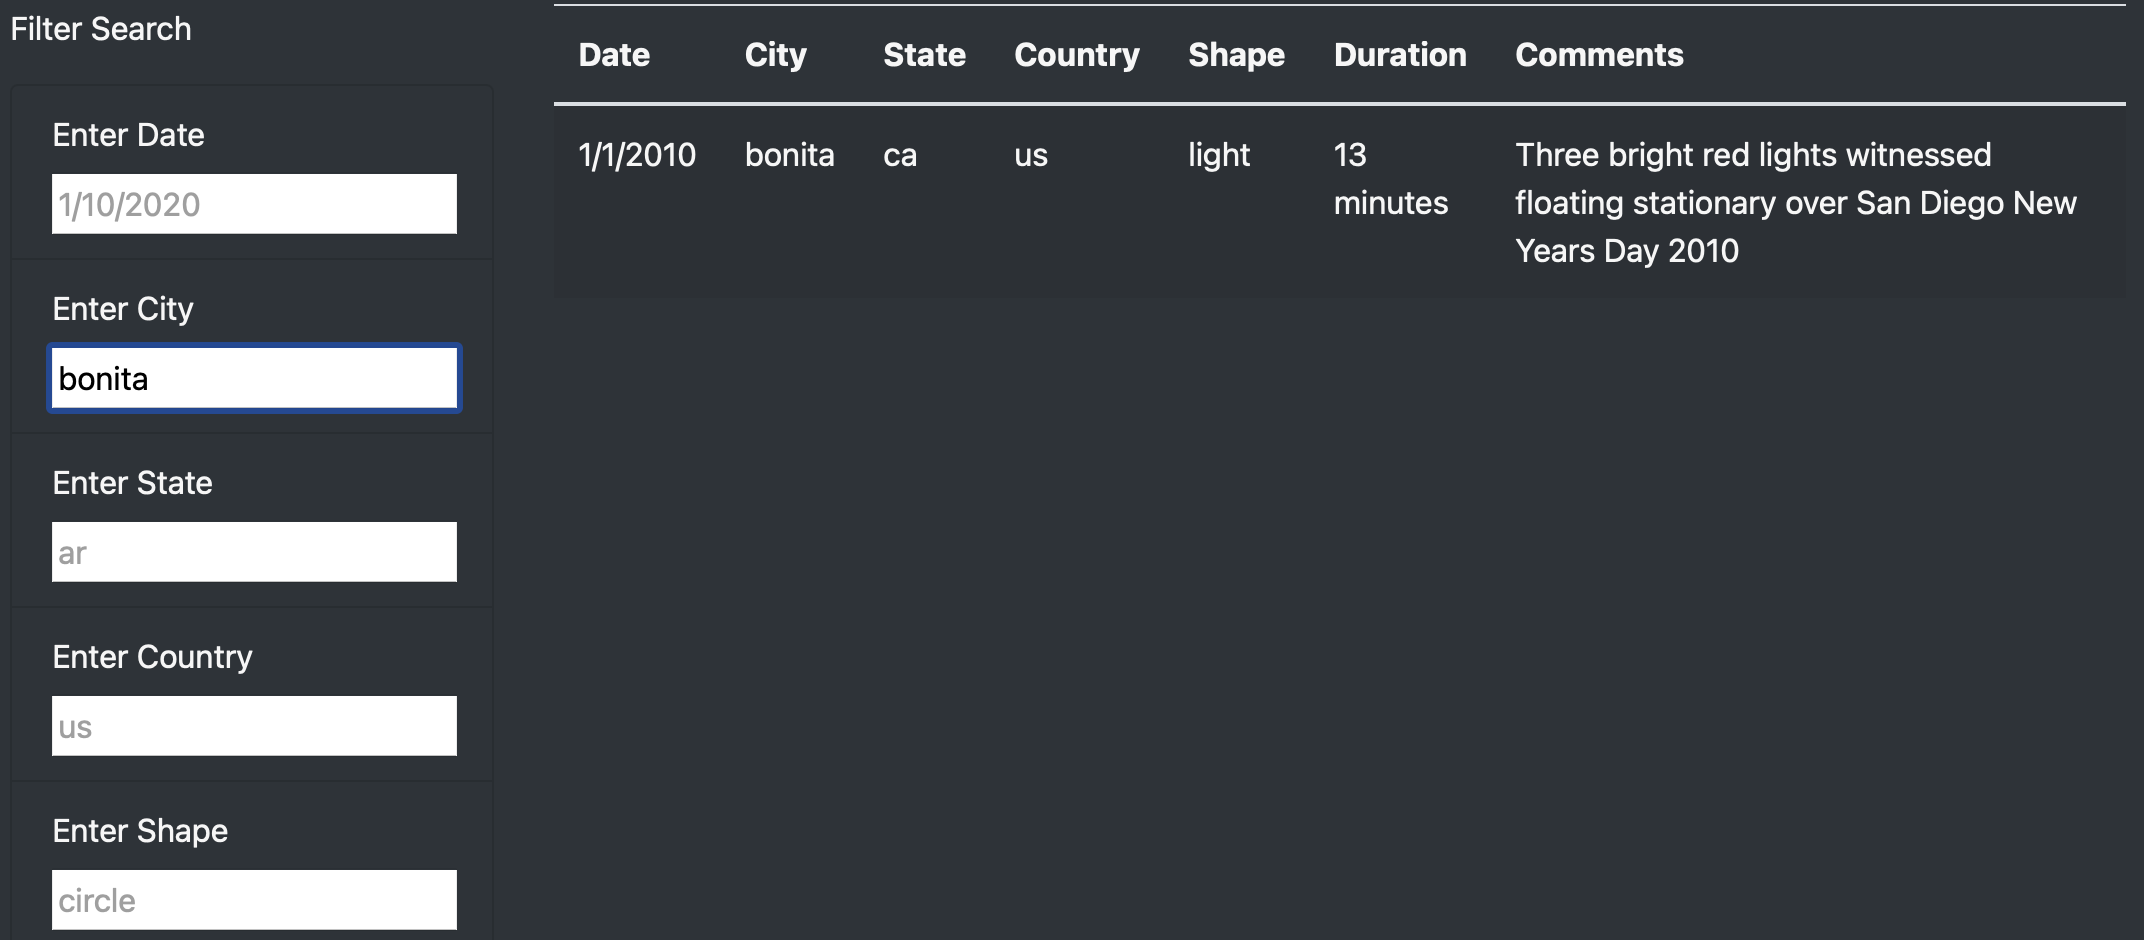 Filter Search
Enter Date
1/10/2020
Enter City
bonita
Enter State
ar
Enter Country
us
Enter Shape
circle
Date City State Country Shape Duration Comments
1/1/2010 bonita ca us light 13 Three bright red lights witnessed
minutes floating stationary over San Diego New
Years Day 2010